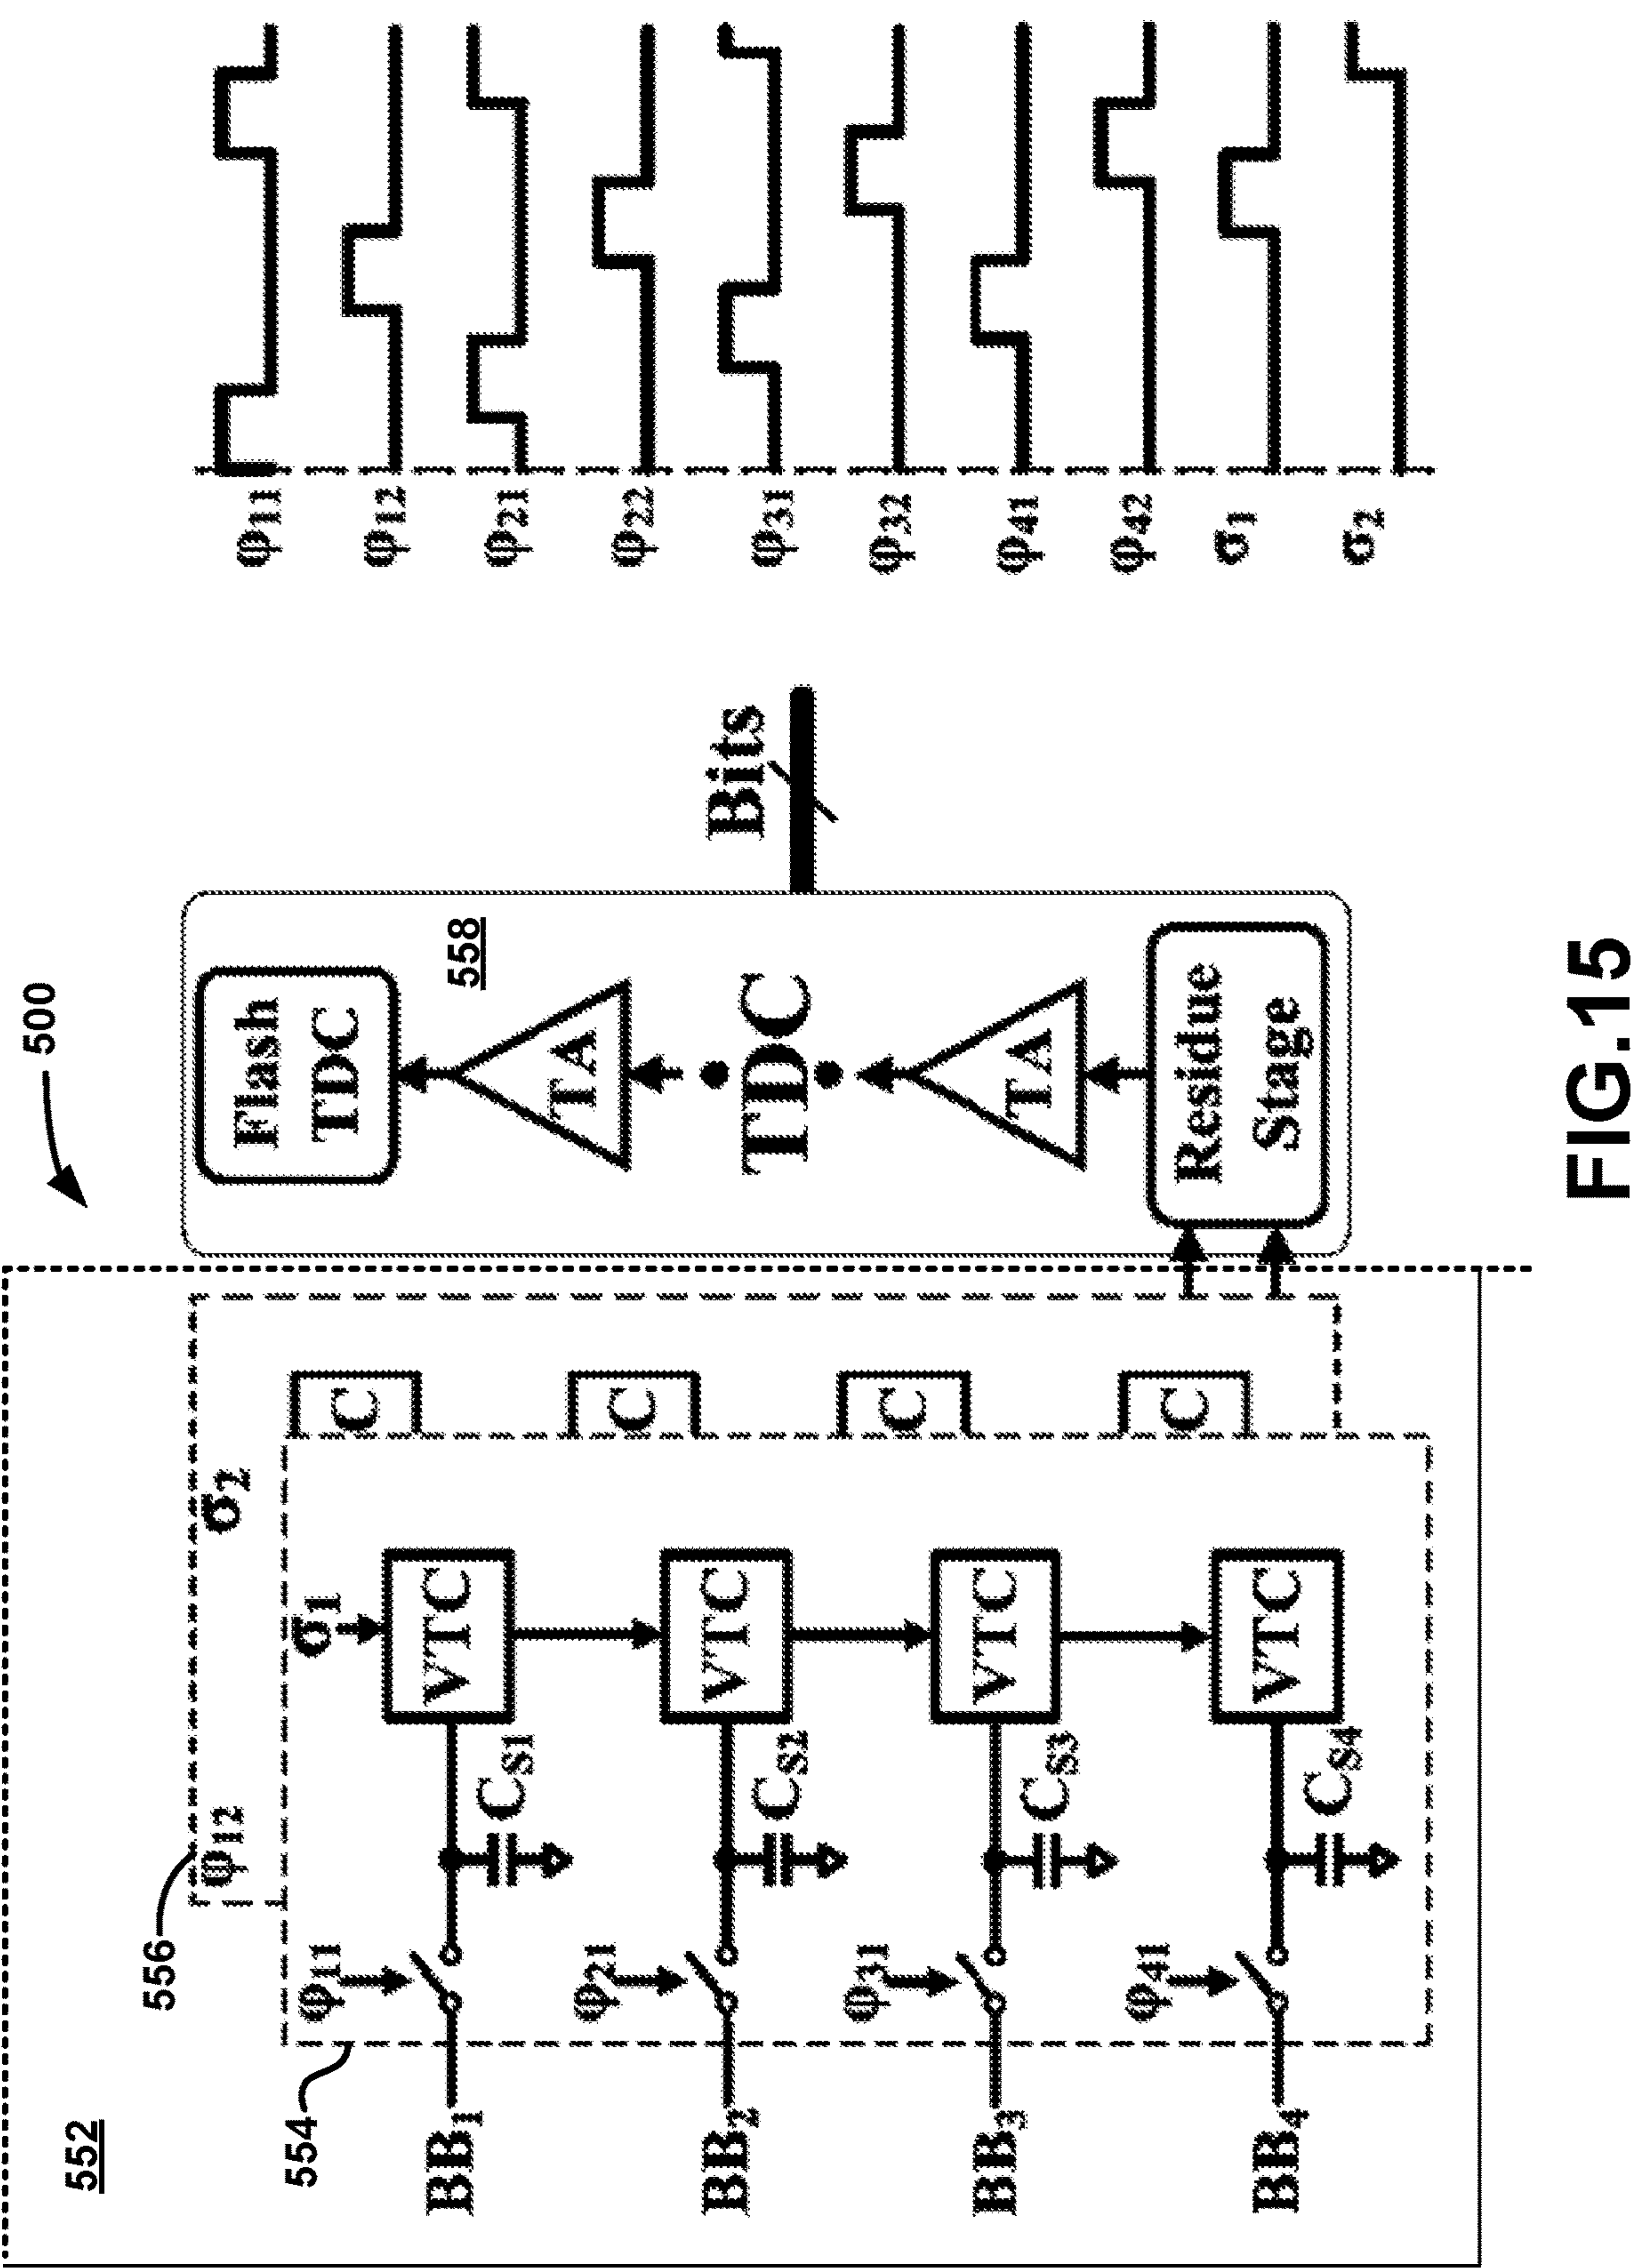 500
552
554
556
φ12
σ2
φ11
σ1
BB1
CS1
VTC
C
φ21
BB2
CS2
VTC
C
φ31
BB3
CS3
VTC
C
φ41
BB4
CS4
VTC
C
Flash
TDC
558
TA
TDC
TA
Residue
Stage
Bits
φ11
φ12
φ21
φ22
φ31
φ32
φ41
φ42
σ1
σ2
FIG.15